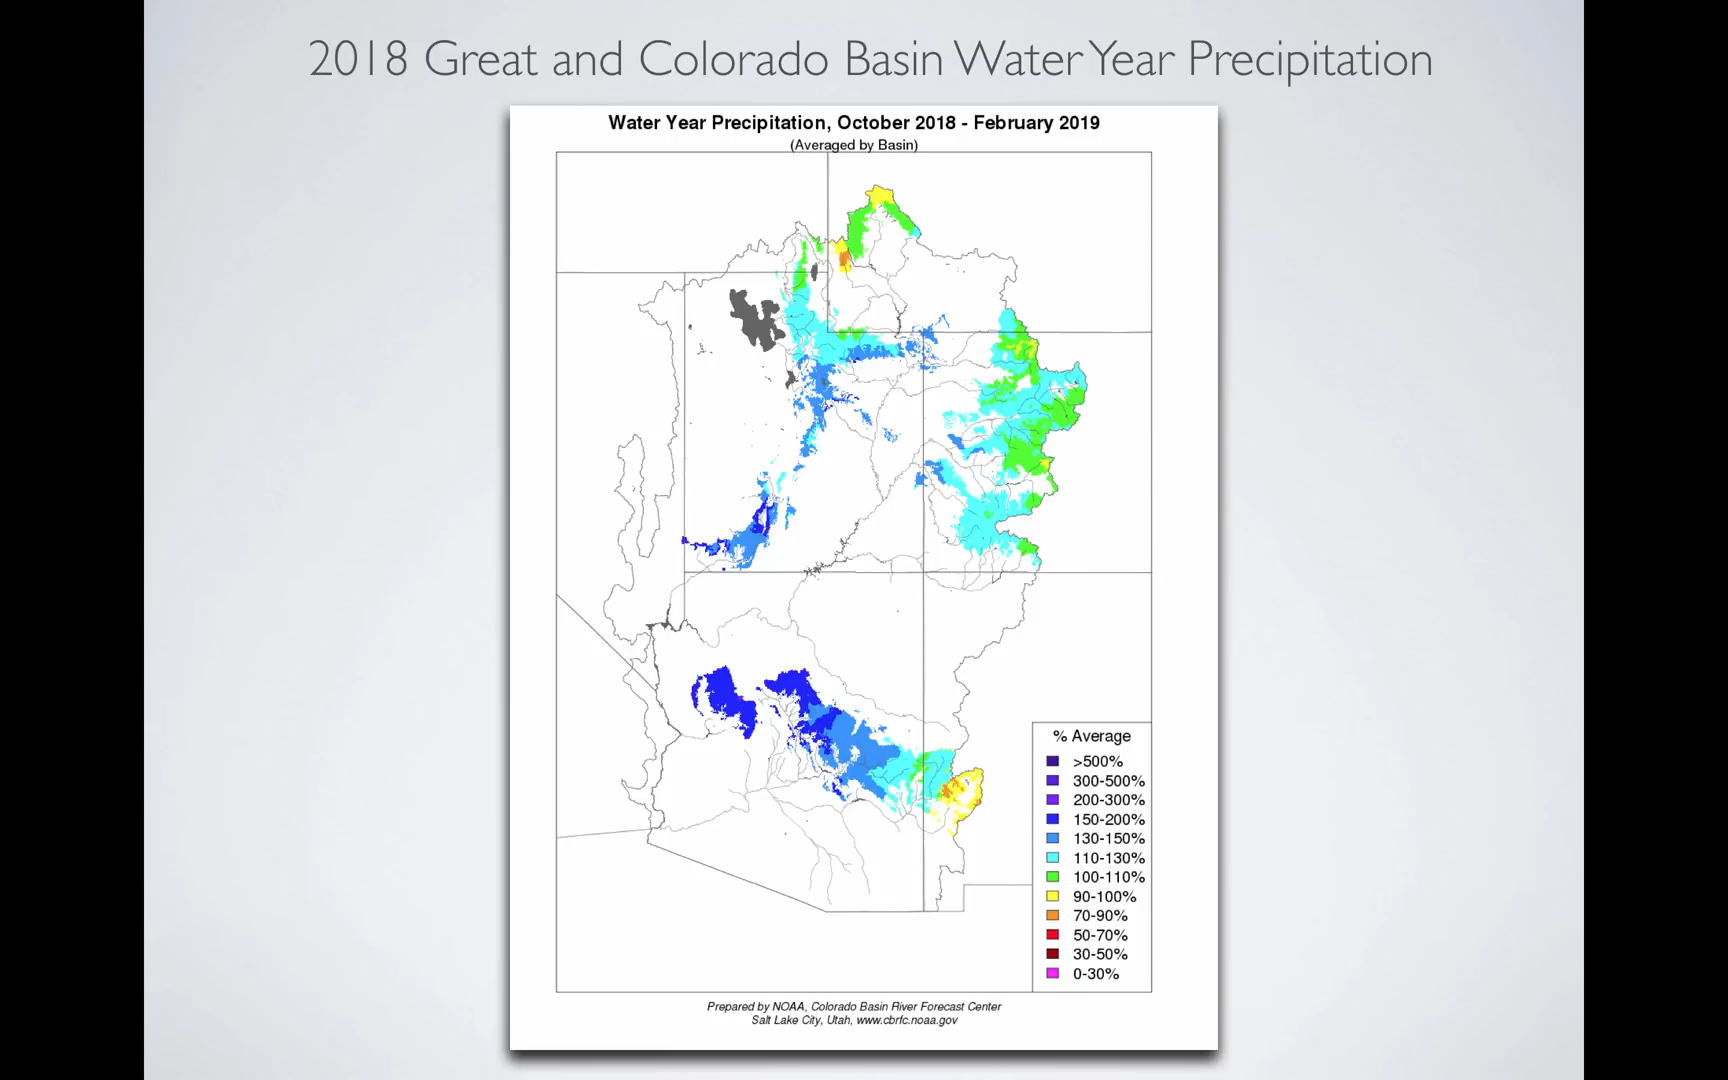 2018 Great and Colorado Basin Water Year Precipitation
Water Year Precipitation, October 2018 - February 2019
(Averaged by Basin)
% Average
>500%
300-500%
200-300%
150-200%
130-150%
110-130%
100-110%
90-100%
70-90%
50-70%
30-50%
0-30%
Prepared by NOAA, Colorado Basin River Forecast Center
Salt Lake City, Utah, www.cbrfc.noaa.gov